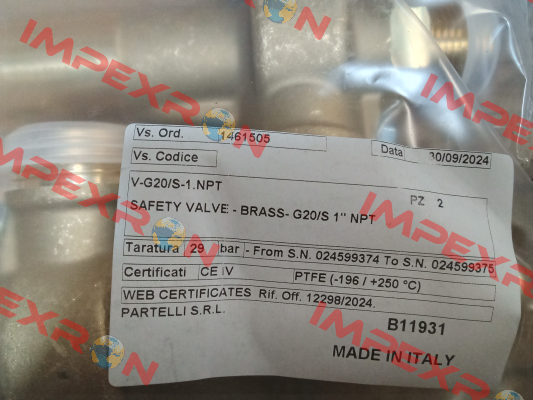 IMPEXRON
IMPEXRON
IMPEXRON
IMPEXRON
IMPEXRON
Vs. Ord. 1461505 Data 30/09/2024
Vs. Codice
V-G20/S-1.NPT PZ 2
SAFETY VALVE - BRASS- G20/S 1" NPT
Taratura 29 bar - From S.N. 024599374 To S.N. 024599375
Certificati CE IV PTFE (-196 / +250 °C)
WEB CERTIFICATES Rif. Off. 12298/2024.
PARTELLI S.R.L.
B11931
MADE IN ITALY